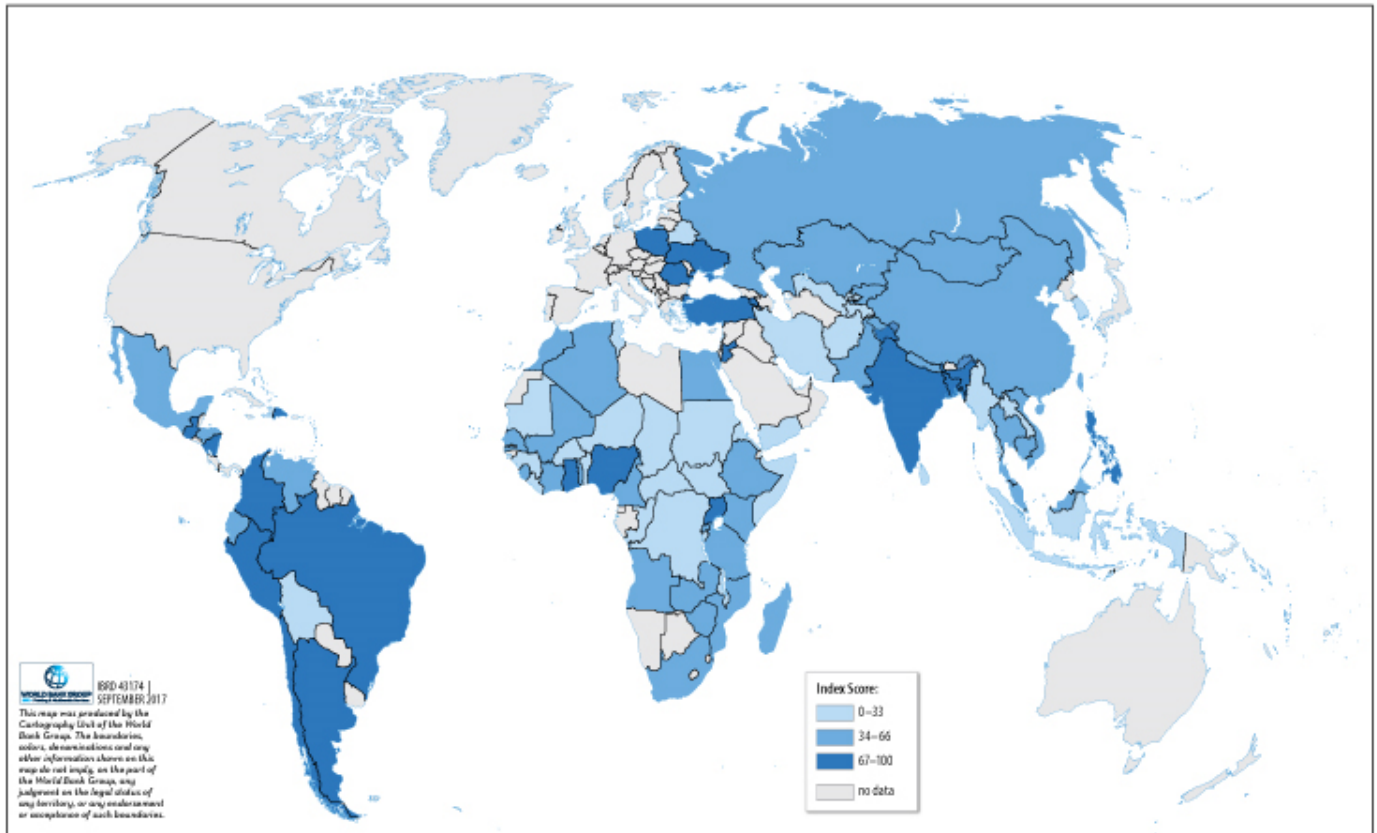 WORLD BANK GROUP
IBRD 43174 |
SEPTEMBER 2017
This map was produced by the
Cartography Unit of the World
Bank Group. The boundaries,
colors, denominations and any
other information shown on this
map do not imply, on the part of
the World Bank Group, any
judgment on the legal status of
any territory, or any endorsement
or acceptance of such boundaries.
Index Score:
0–33
34–66
67–100
no data